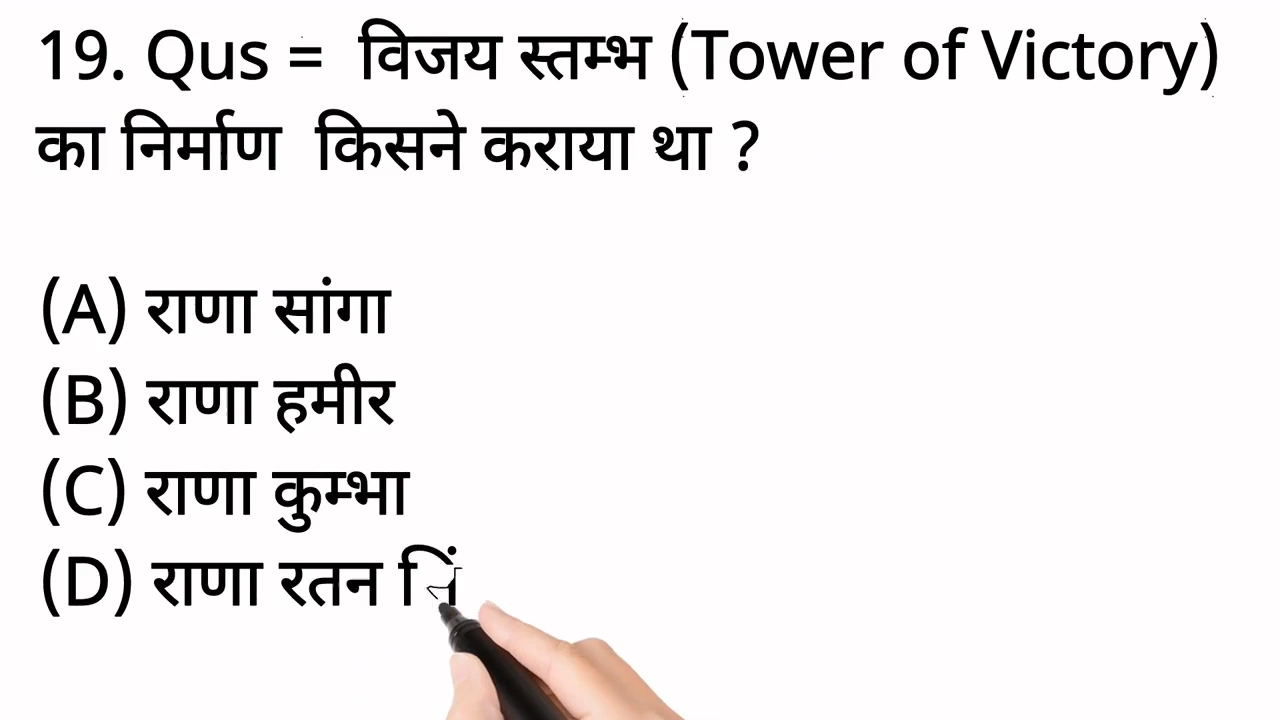 19. Qus = विजय स्तम्भ (Tower of Victory)
का निर्माण किसने कराया था ?
(A) राणा सांगा
(B) राणा हमीर
(C) राणा कुम्भा
(D) राणा रतन